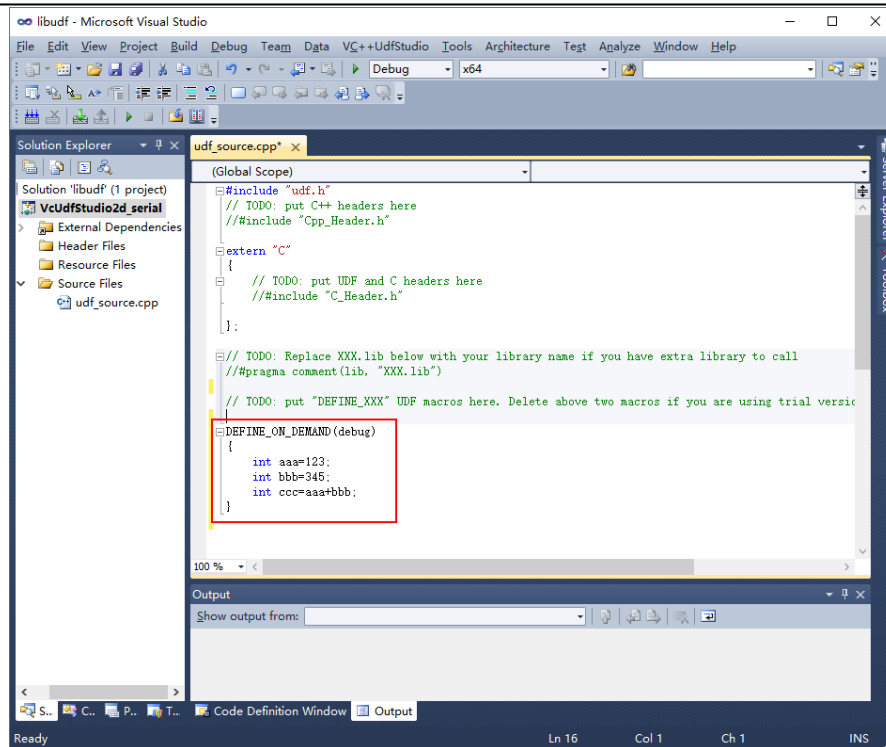 libudf - Microsoft Visual Studio
File Edit View Project Build Debug Team Data VC++UdfStudio Tools Architecture Test Analyze Window Help
Debug x64
Solution Explorer
udf_source.cpp*
(Global Scope)
Solution 'libudf' (1 project)
VcUdfStudio2d_serial
External Dependencies
Header Files
Resource Files
Source Files
udf_source.cpp
#include "udf.h"
// TODO: put C++ headers here
//#include "Cpp_Header.h"
extern "C"
{
// TODO: put UDF and C headers here
//#include "C_Header.h"
};
// TODO: Replace XXX.lib below with your library name if you have extra library to call
//#pragma comment(lib, "XXX.lib")
// TODO: put "DEFINE_XXX" UDF macros here. Delete above two macros if you are using trial versic
DEFINE_ON_DEMAND(debug)
{
int aaa=123;
int bbb=345;
int ccc=aaa+bbb;
}
100 %
Server Explorer
Toolbox
Output
Show output from:
S... C... P... T...
Code Definition Window Output
Ready Ln 16 Col 1 Ch 1 INS